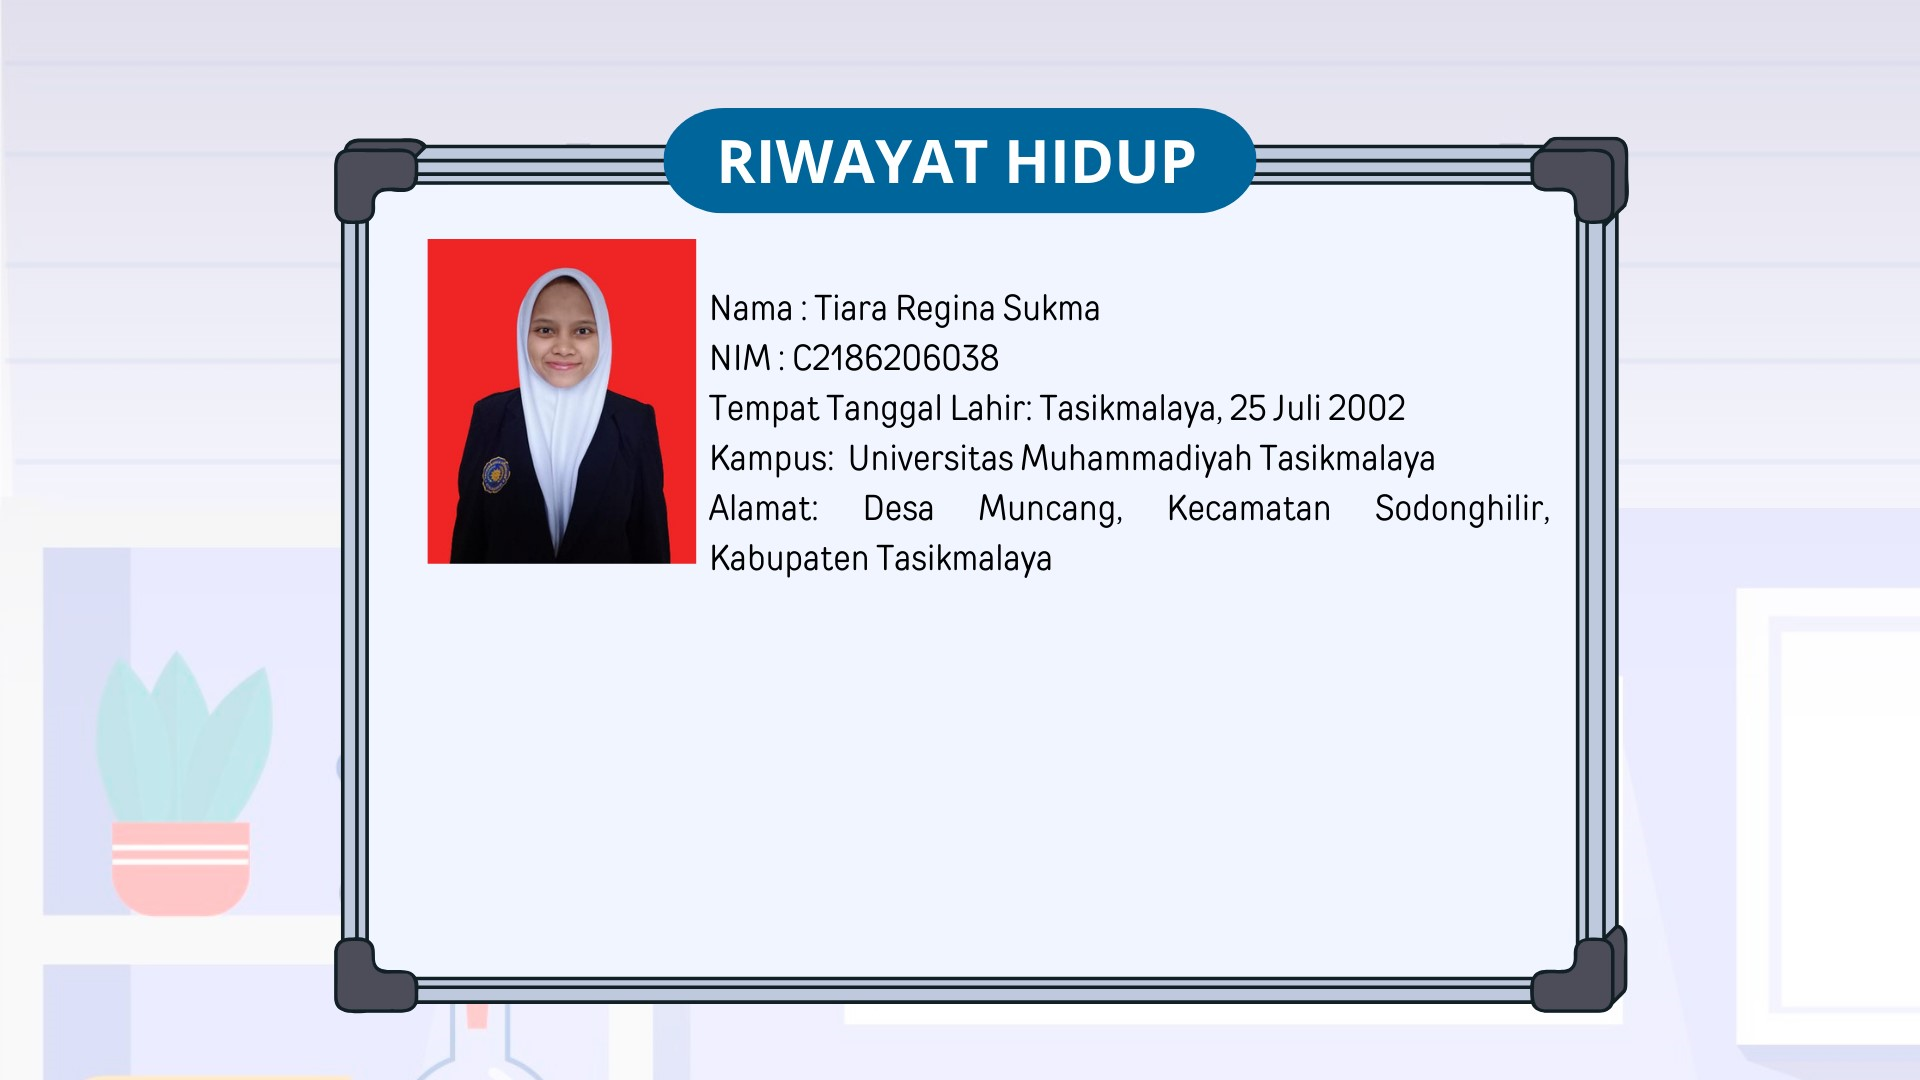 RIWAYAT HIDUP
Nama : Tiara Regina Sukma
NIM : C2186206038
Tempat Tanggal Lahir: Tasikmalaya, 25 Juli 2002
Kampus: Universitas Muhammadiyah Tasikmalaya
Alamat: Desa Muncang, Kecamatan Sodonghilir,
Kabupaten Tasikmalaya